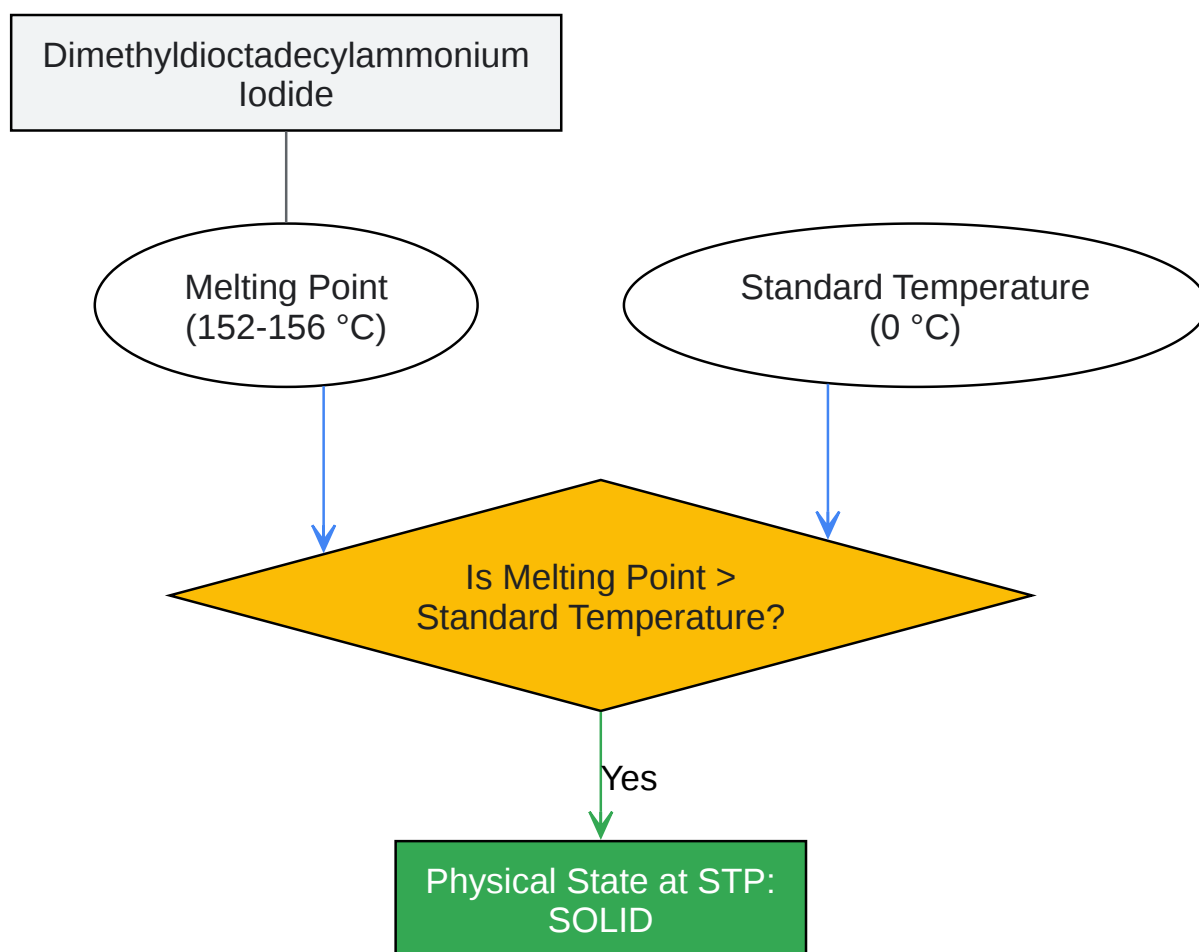 Dimethyldioctadecylammonium
Iodide
Melting Point
(152-156 °C)
Standard Temperature
(0 °C)
Is Melting Point >
Standard Temperature?
Yes
Physical State at STP:
SOLID